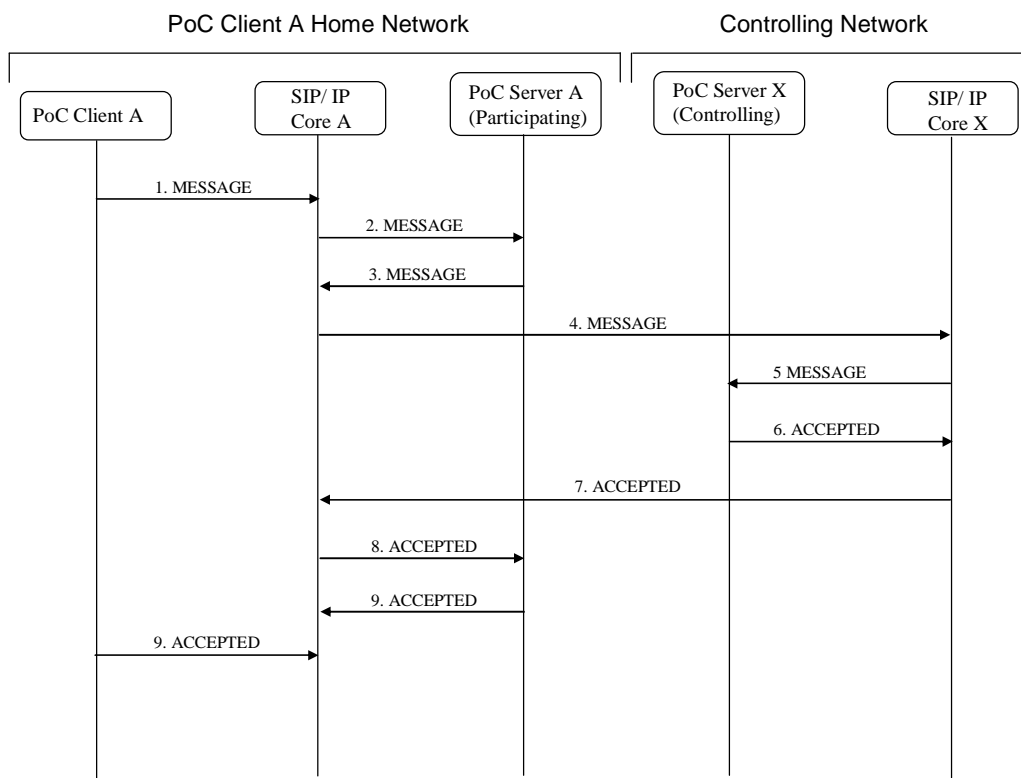 PoC Client A Home Network
Controlling Network
PoC Client A
SIP/ IP
Core A
PoC Server A
(Participating)
PoC Server X
(Controlling)
SIP/ IP
Core X
1. MESSAGE
2. MESSAGE
3. MESSAGE
4. MESSAGE
5 MESSAGE
6. ACCEPTED
7. ACCEPTED
8. ACCEPTED
9. ACCEPTED
9. ACCEPTED